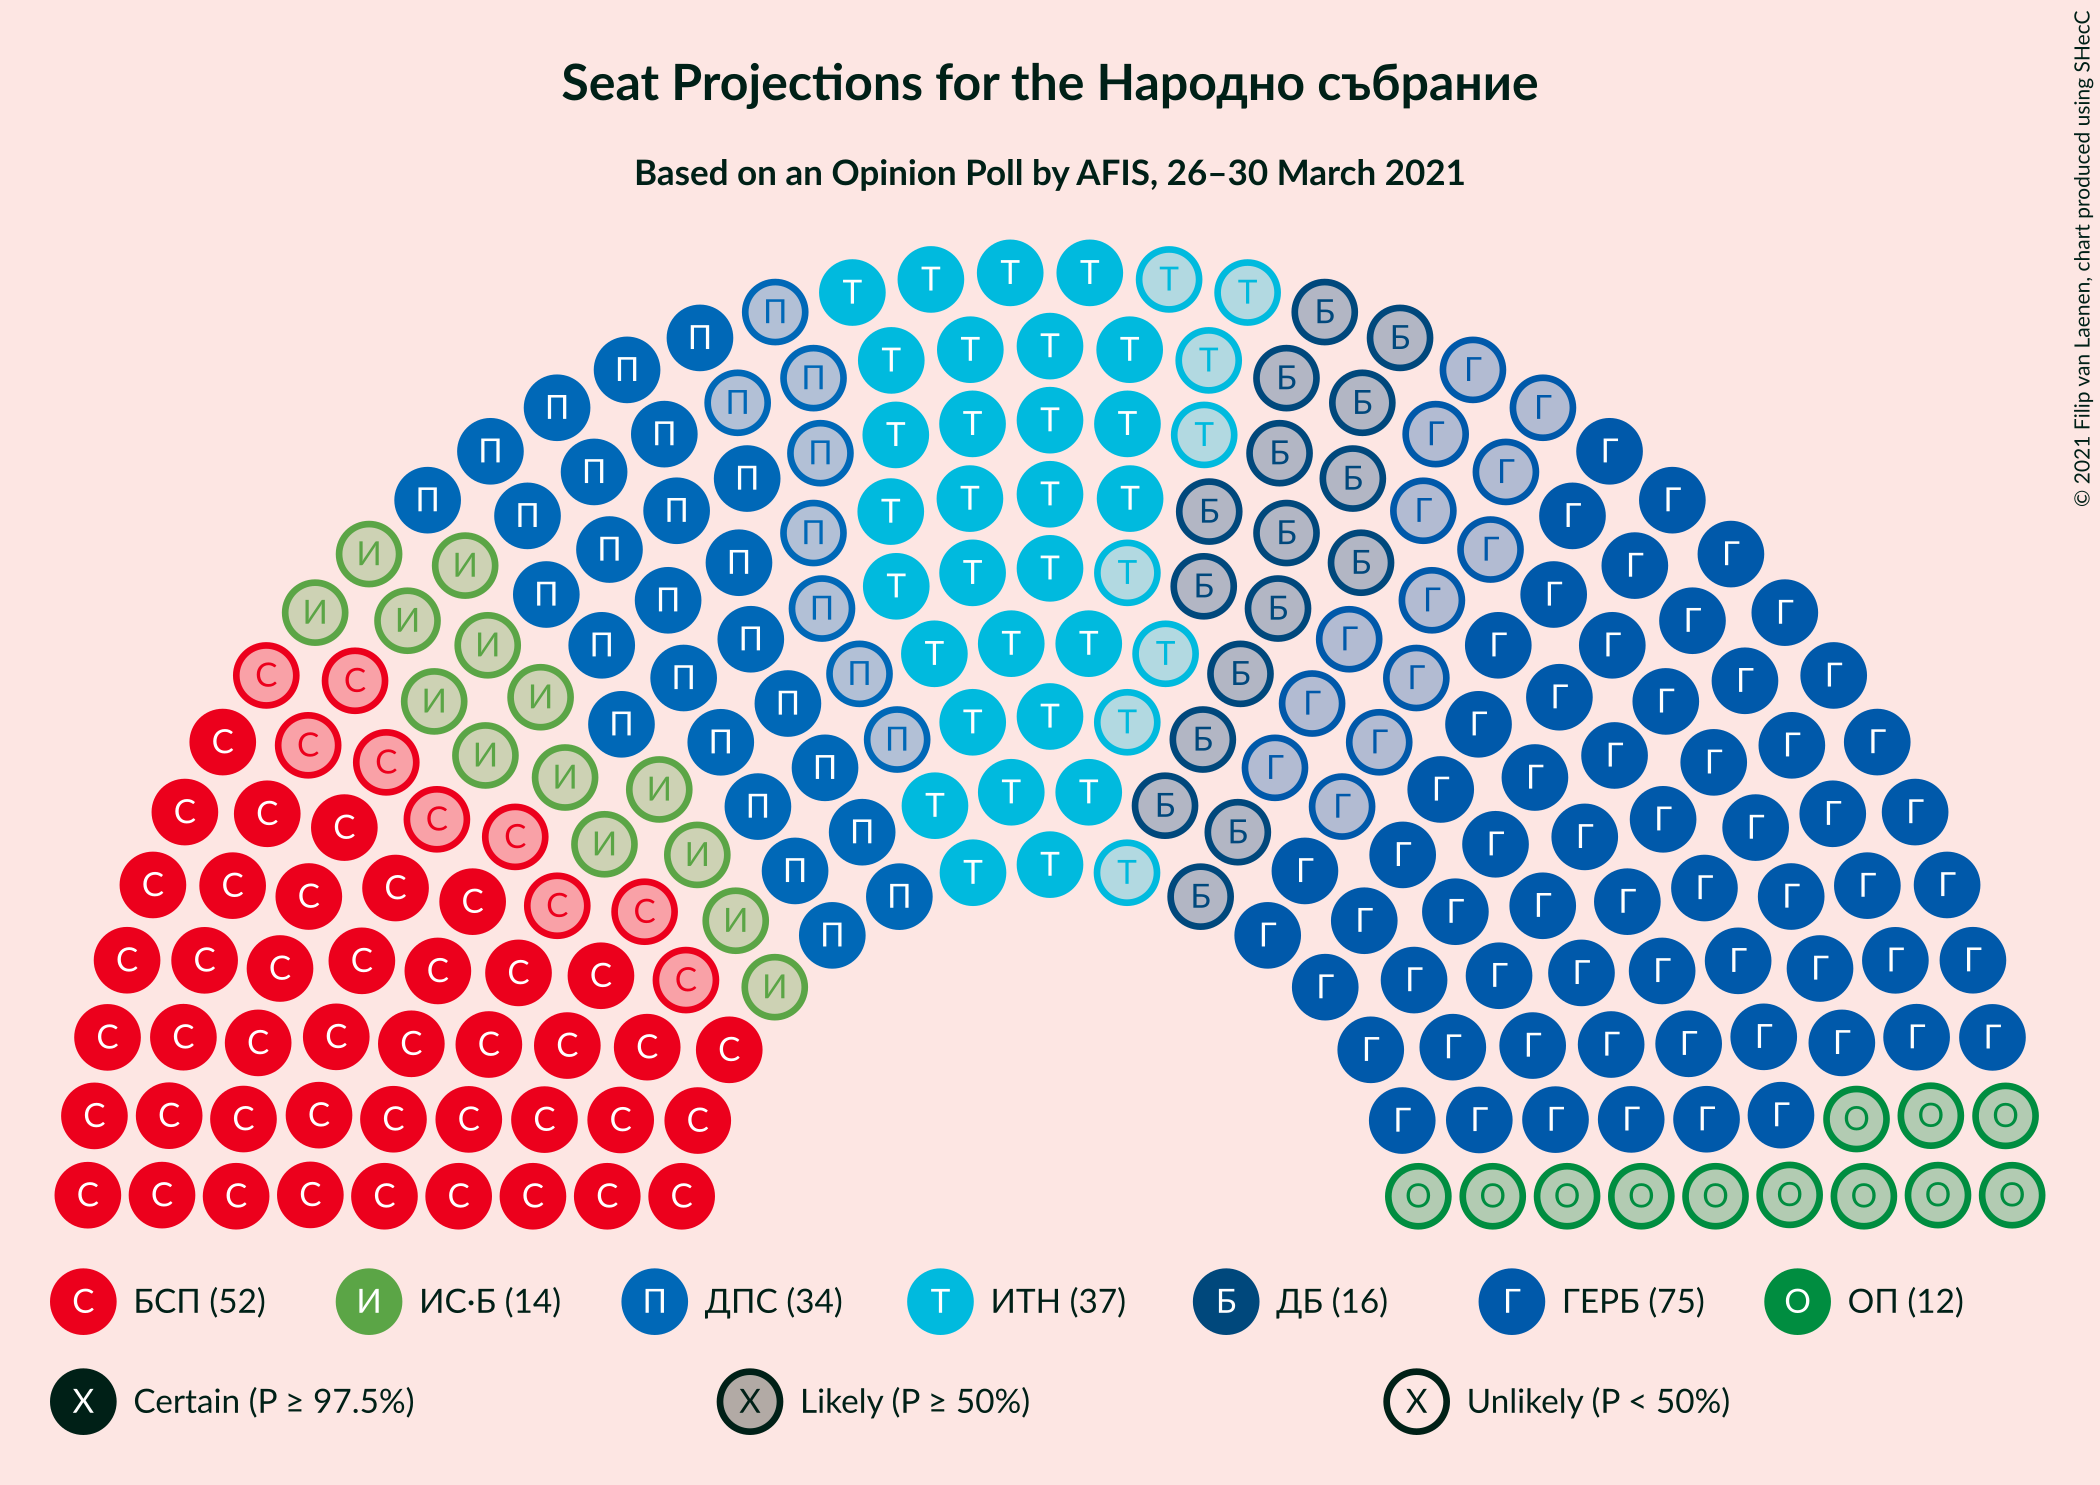 Seat Projections for the Народно събрание
Based on an Opinion Poll by AFIS, 26–30 March 2021
© 2021 Filip van Laenen, chart produced using SHecC
С БСП (52) И ИС·Б (14) П ДПС (34) Т ИТН (37) Б ДБ (16) Г ГЕРБ (75) О ОП (12)
X Certain (P ≥ 97.5%) X Likely (P ≥ 50%) X Unlikely (P < 50%)